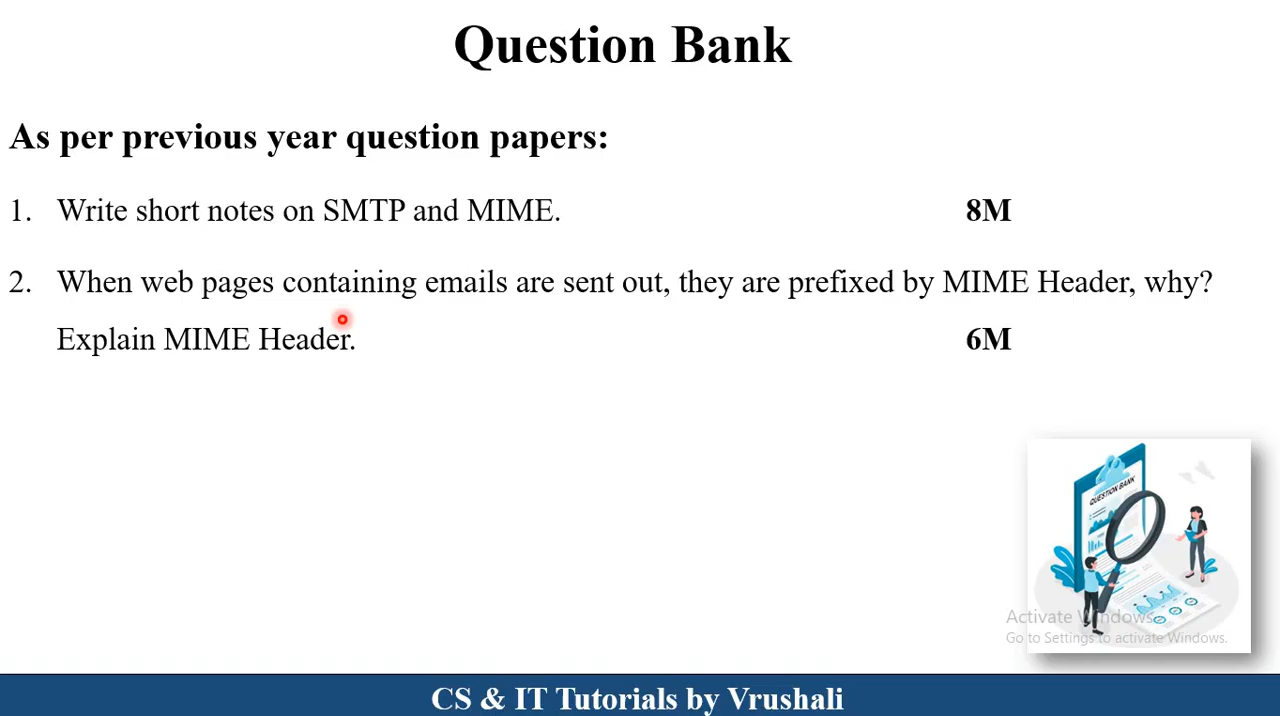 Question Bank
As per previous year question papers:
1. Write short notes on SMTP and MIME. 8M
2. When web pages containing emails are sent out, they are prefixed by MIME Header, why?
Explain MIME Header. 6M
QUESTION BANK
Activate Windows
Go to Settings to activate Windows.
CS & IT Tutorials by Vrushali